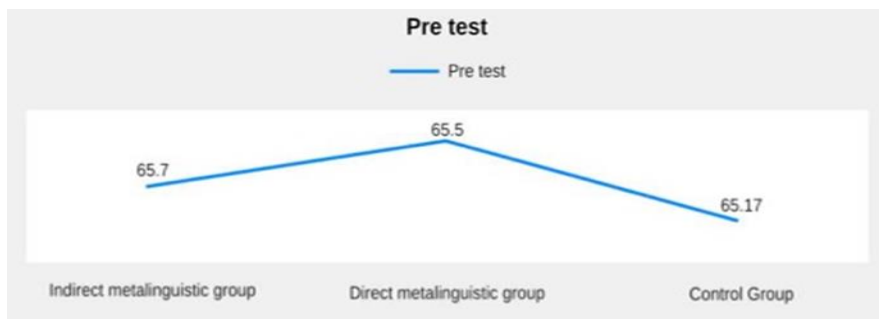 Pre test
Pre test
65.5
65.7
65.17
Indirect metalinguistic group
Direct metalinguistic group
Control Group